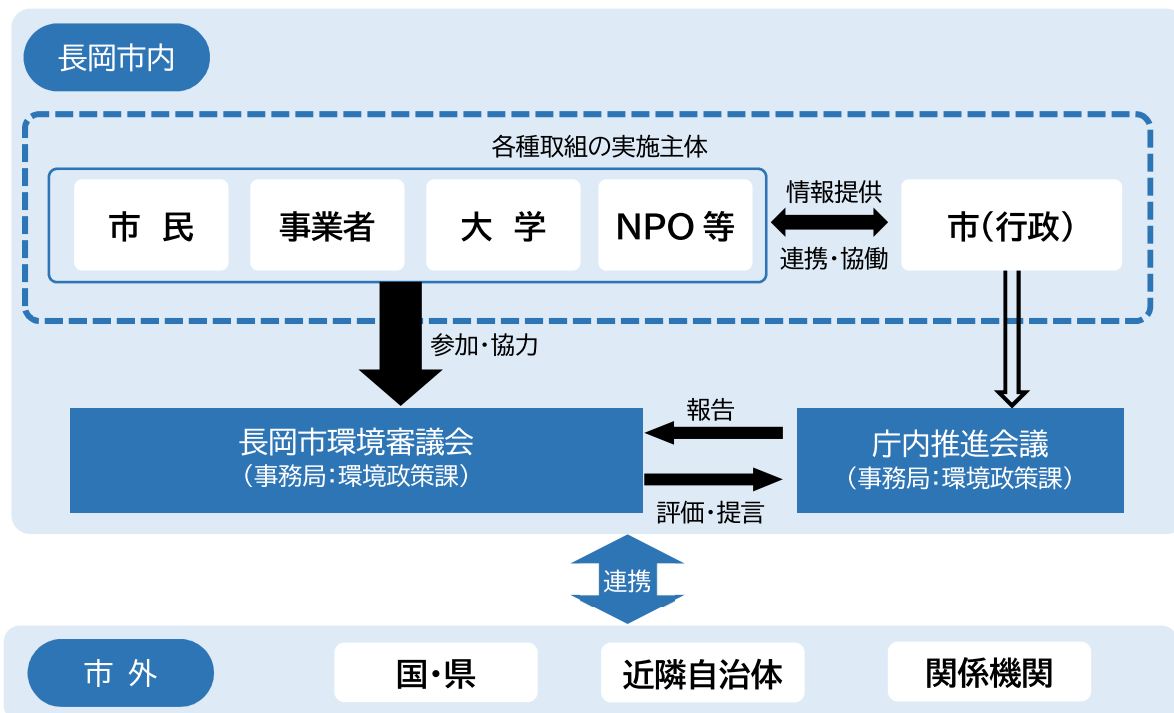 長岡市内
各種取組の実施主体
市 民
事業者
大 学
NPO 等
情報提供
連携・協働
市(行政)
参加・協力
長岡市環境審議会
(事務局:環境政策課)
報告
評価・提言
庁内推進会議
(事務局:環境政策課)
連携
市 外
国・県
近隣自治体
関係機関